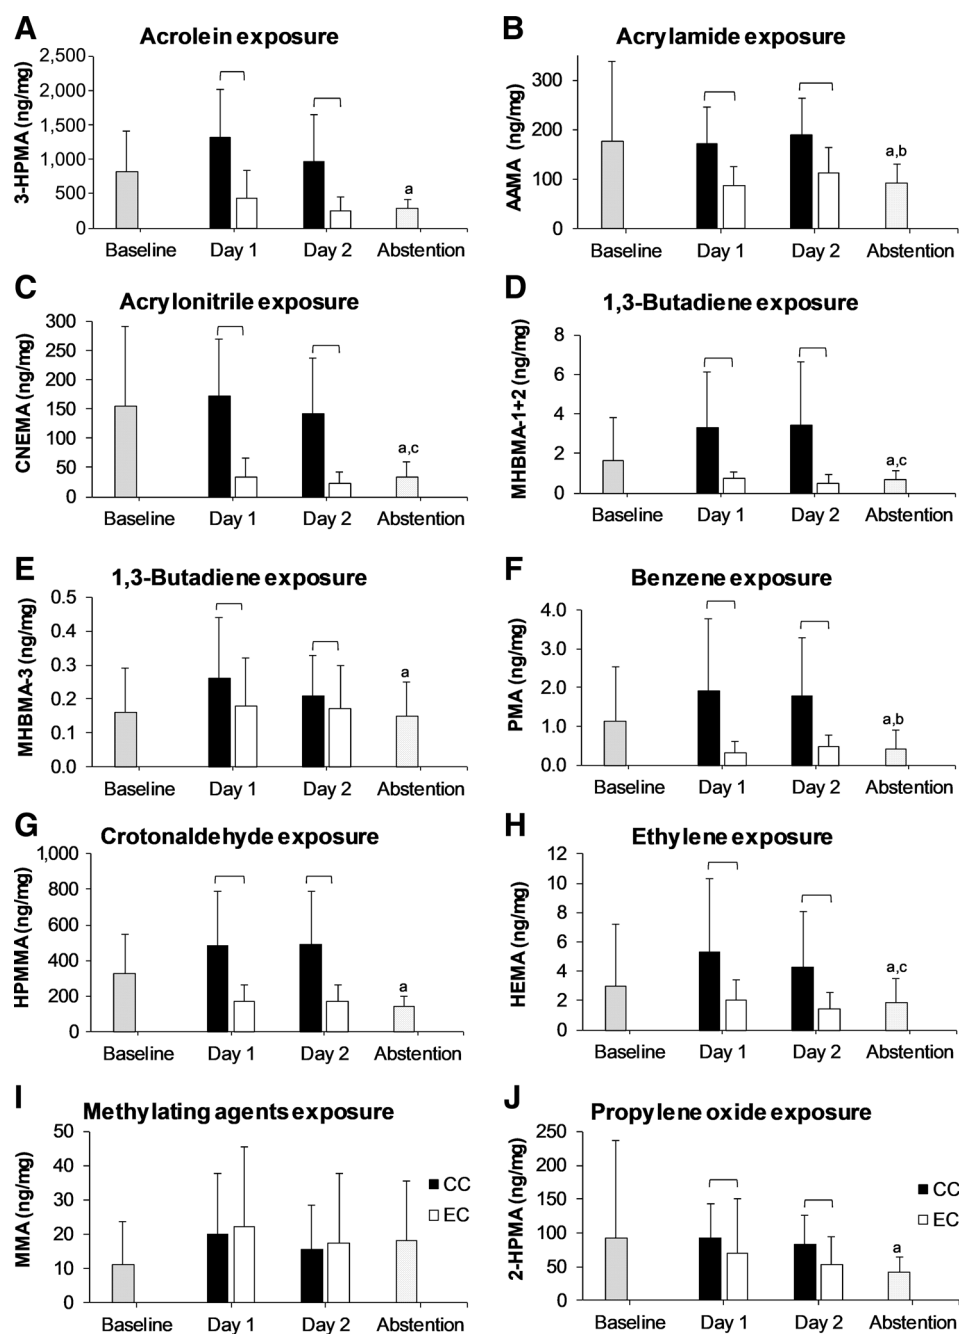 A
Acrolein exposure
3-HPMA (ng/mg)
2,500
2,000
1,500
1,000
500
0
Baseline Day 1 Day 2 Abstention
a
B
Acrylamide exposure
AAMA (ng/mg)
300
200
100
0
Baseline Day 1 Day 2 Abstention
a,b
C
Acrylonitrile exposure
CNEMA (ng/mg)
300
250
200
150
100
50
0
Baseline Day 1 Day 2 Abstention
a,c
D
1,3-Butadiene exposure
MHBMA-1+2 (ng/mg)
8
6
4
2
0
Baseline Day 1 Day 2 Abstention
a,c
E
1,3-Butadiene exposure
MHBMA-3 (ng/mg)
0.5
0.4
0.3
0.2
0.1
0.0
Baseline Day 1 Day 2 Abstention
a
F
Benzene exposure
PMA (ng/mg)
4.0
3.0
2.0
1.0
0.0
Baseline Day 1 Day 2 Abstention
a,b
G
Crotonaldehyde exposure
HPMMA (ng/mg)
1,000
800
600
400
200
0
Baseline Day 1 Day 2 Abstention
a
H
Ethylene exposure
HEMA (ng/mg)
12
10
8
6
4
2
0
Baseline Day 1 Day 2 Abstention
a,c
I
Methylating agents exposure
MMA (ng/mg)
50
40
30
20
10
0
Baseline Day 1 Day 2 Abstention
CC
EC
J
Propylene oxide exposure
2-HPMA (ng/mg)
250
200
150
100
50
0
Baseline Day 1 Day 2 Abstention
a
CC
EC